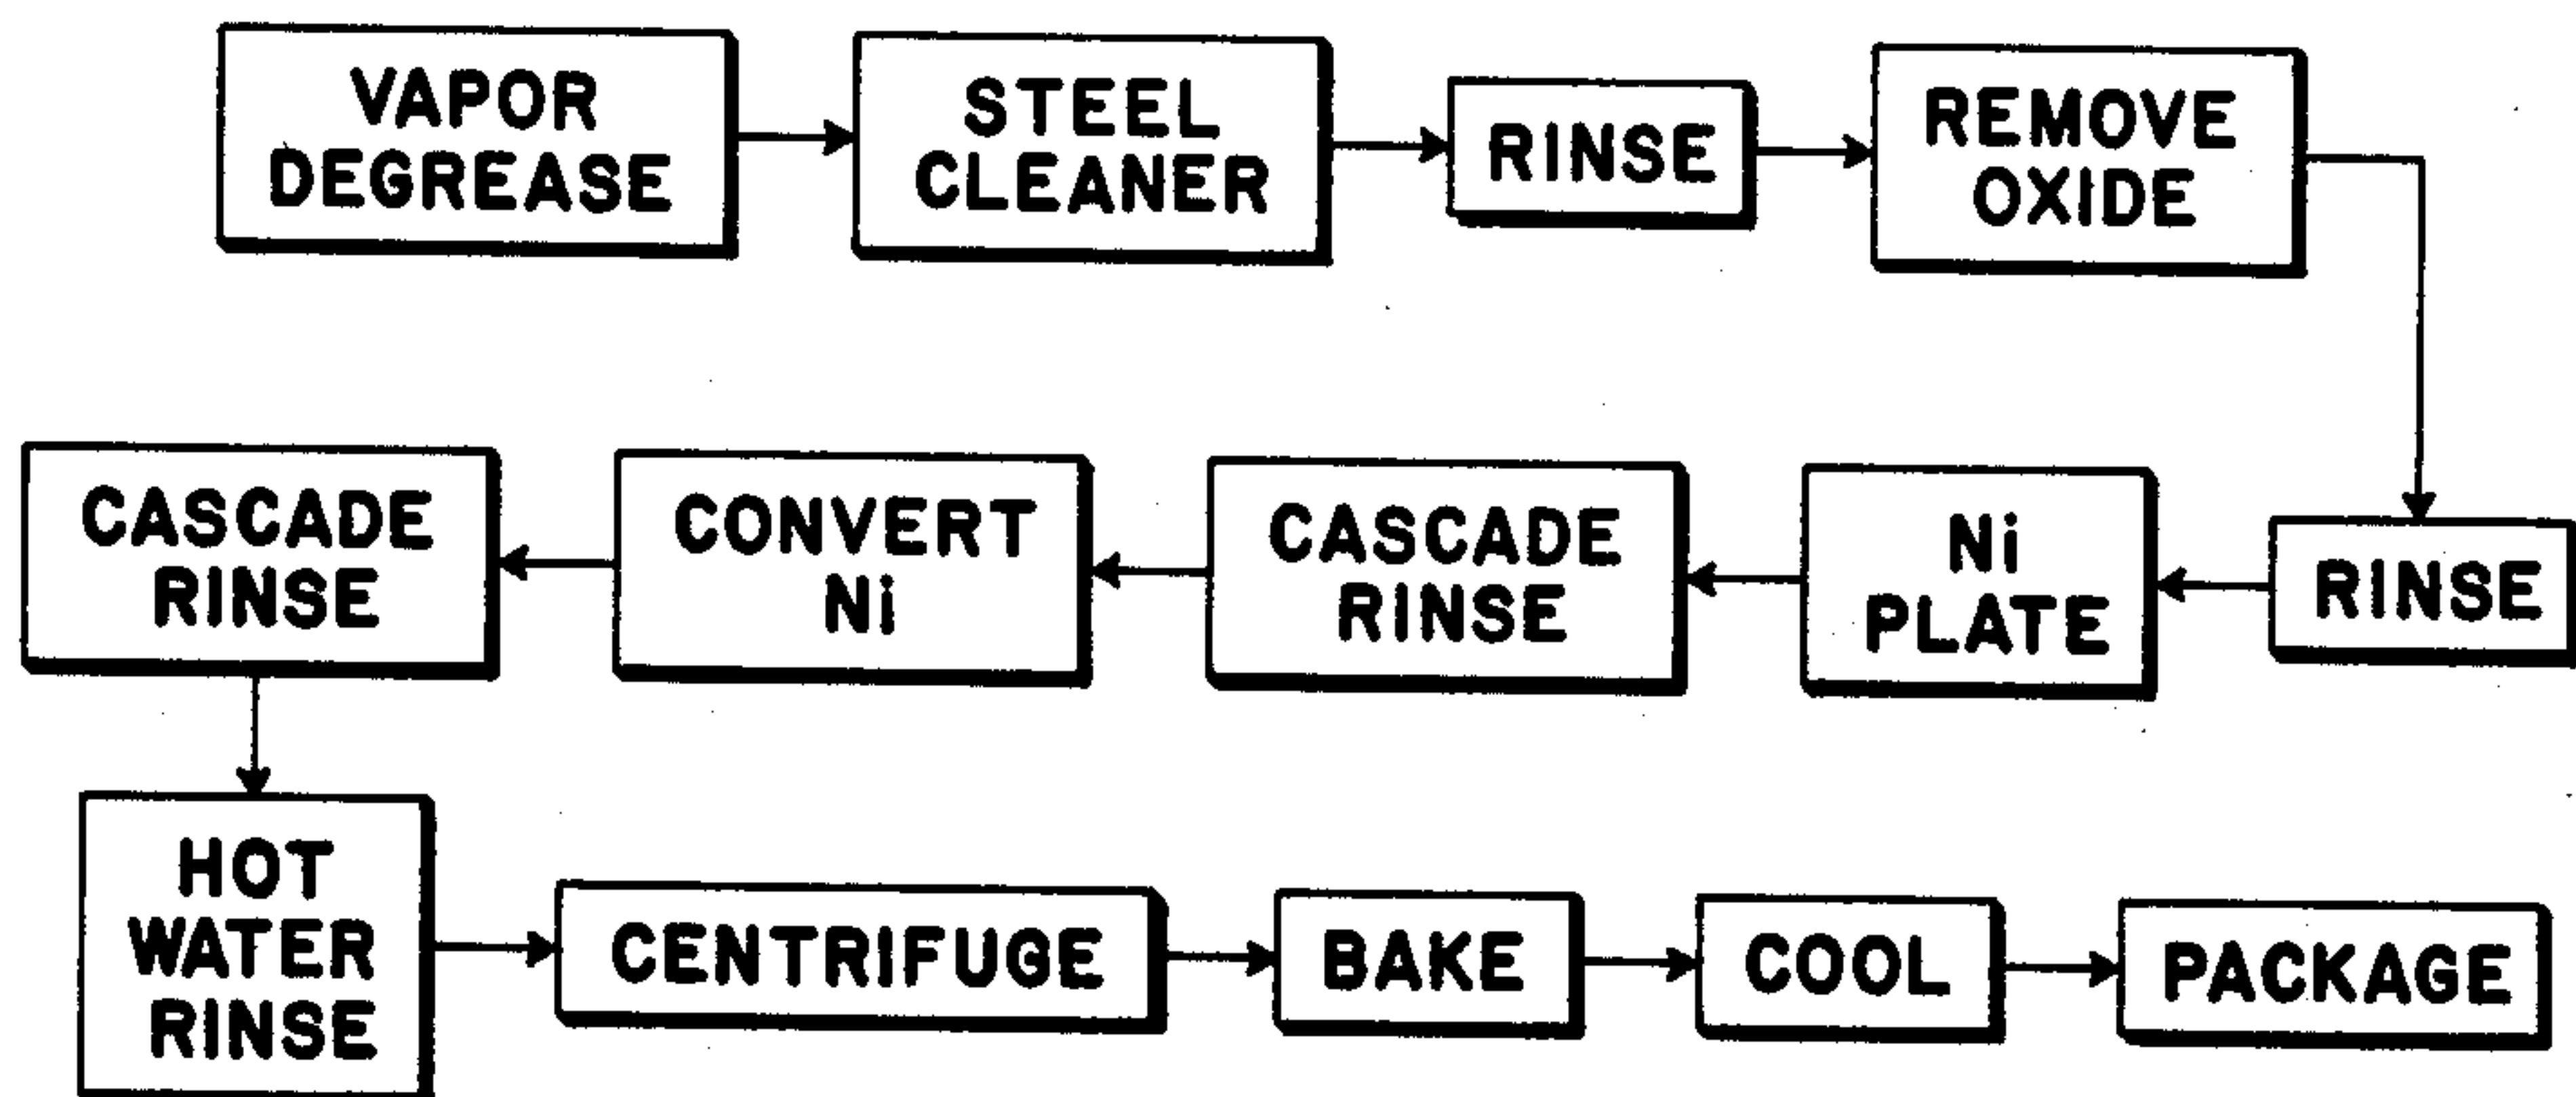 VAPOR
DEGREASE
STEEL
CLEANER
RINSE
REMOVE
OXIDE
RINSE
Ni
PLATE
CASCADE
RINSE
CONVERT
Ni
CASCADE
RINSE
HOT
WATER
RINSE
CENTRIFUGE
BAKE
COOL
PACKAGE